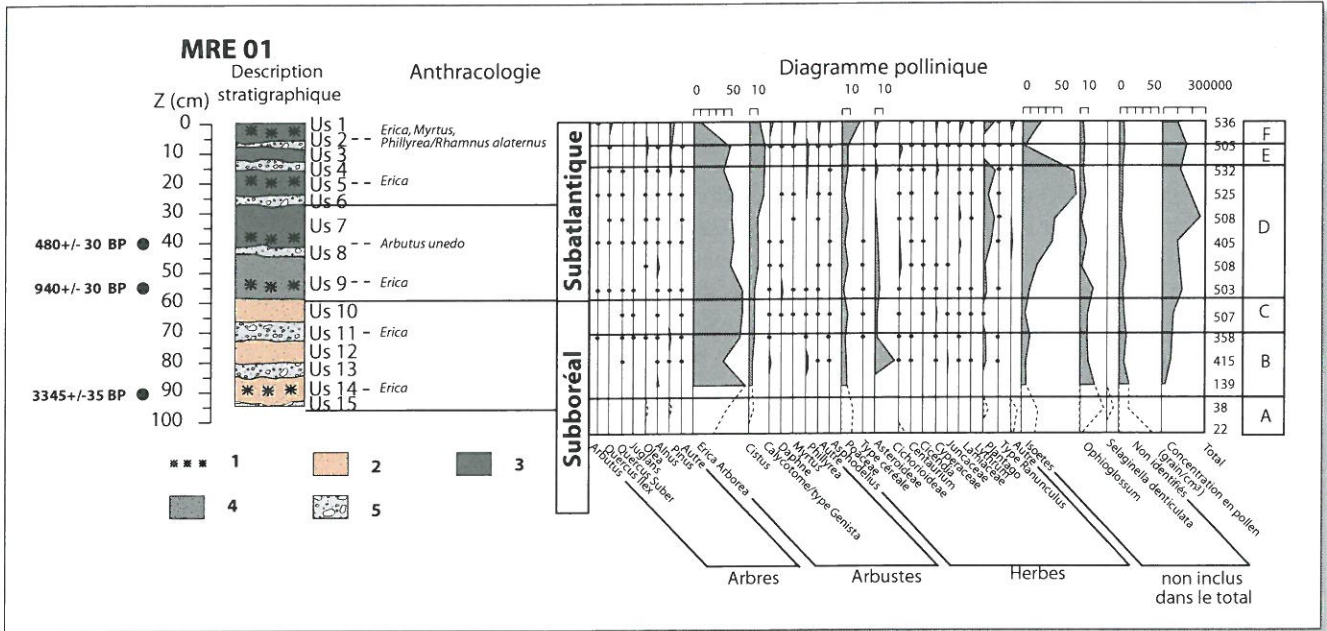 MRE 01
Description
stratigraphique
Anthracologie
Diagramme pollinique
Z (cm)
0
10
20
30
40
50
60
70
80
90
100
480+/- 30 BP
940+/- 30 BP
3345+/-35 BP
Us 1
Us 2
Us 3
Us 4
Us 5
Us 6
Us 7
Us 8
Us 9
Us 10
Us 11
Us 12
Us 13
Us 14
Us 15
Erica, Myrtus,
Phillyrea/Rhamnus alaternus
Erica
Arbutus unedo
Erica
Erica
Erica
Subatlantique
Subboréal
0 50 10 10 10 0 50 10 0 50 300000
536
505
532
525
508
405
508
503
507
358
415
139
38
22
F
E
D
C
B
A
Arbutus
Quercus Ilex
Quercus Suber
Juglans
Olea
Alnus
Pinus
Autre
Erica Arborea
Cistus
Calycotome/type Genista
Daphne
Myrtus
Phillyrea
Autre
Asphodellus
Poaceae
Type céréale
Asteroideae
Cichorioideae
Centaurium
Cicendia
Cyperaceae
Juncaceae
Lamiaceae
Lythrum
Plantago
Type Ranunculus
Autre
Isoetes
Ophioglossum
Selaginella denticulata
Non identifiés
Concentration en pollen
(grain/cm³)
Total
Arbres
Arbustes
Herbes
non inclus
dans le total
1
2
3
4
5